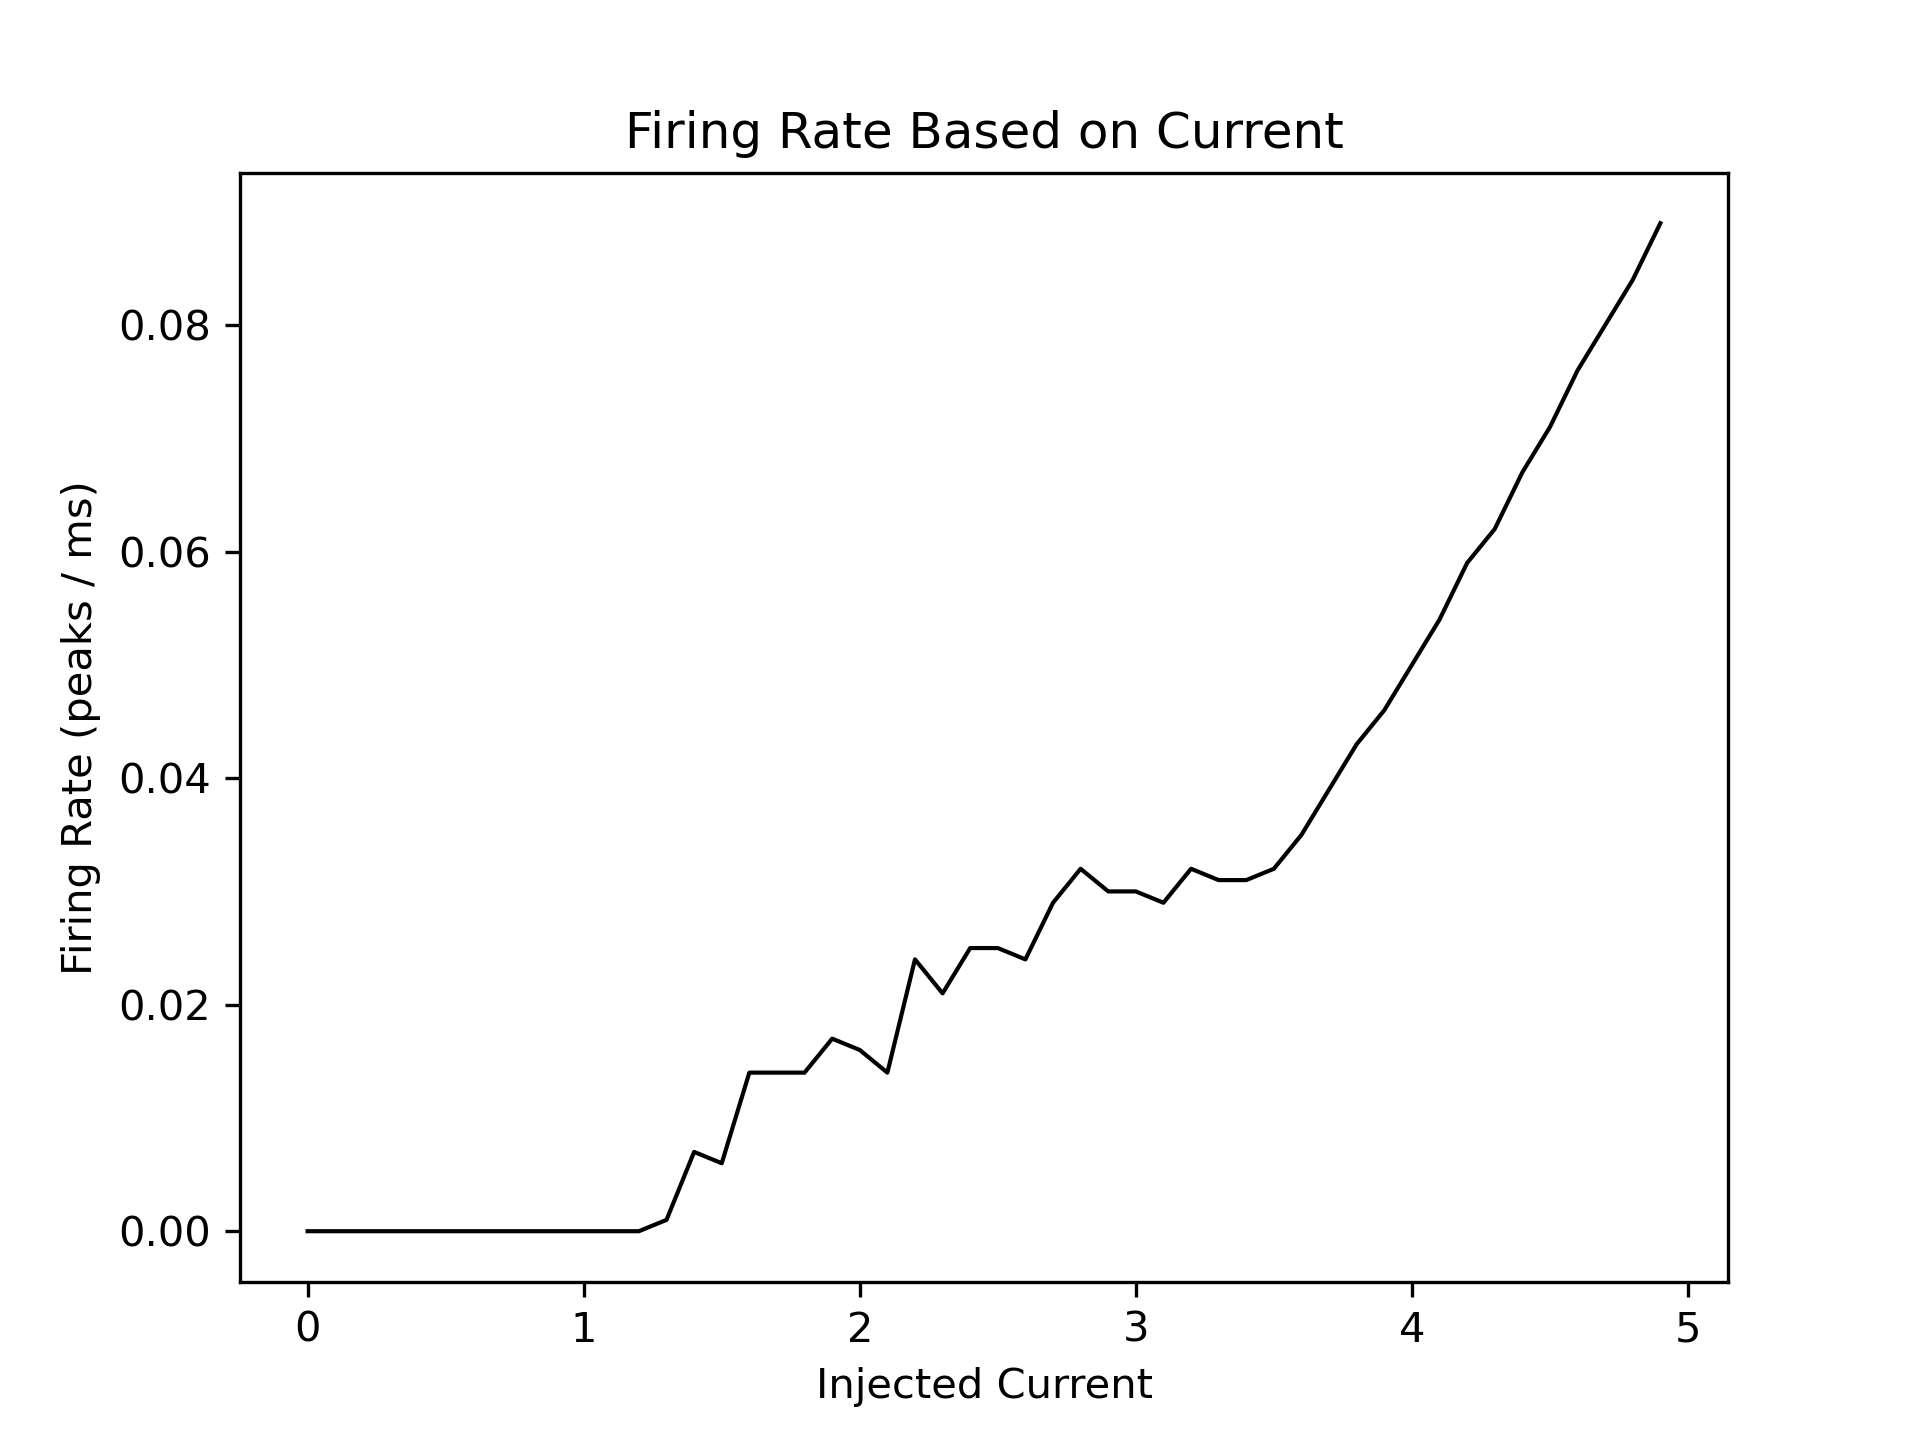 Firing Rate Based on Current
Firing Rate (peaks / ms)
0.08
0.06
0.04
0.02
0.00
0 1 2 3 4 5
Injected Current